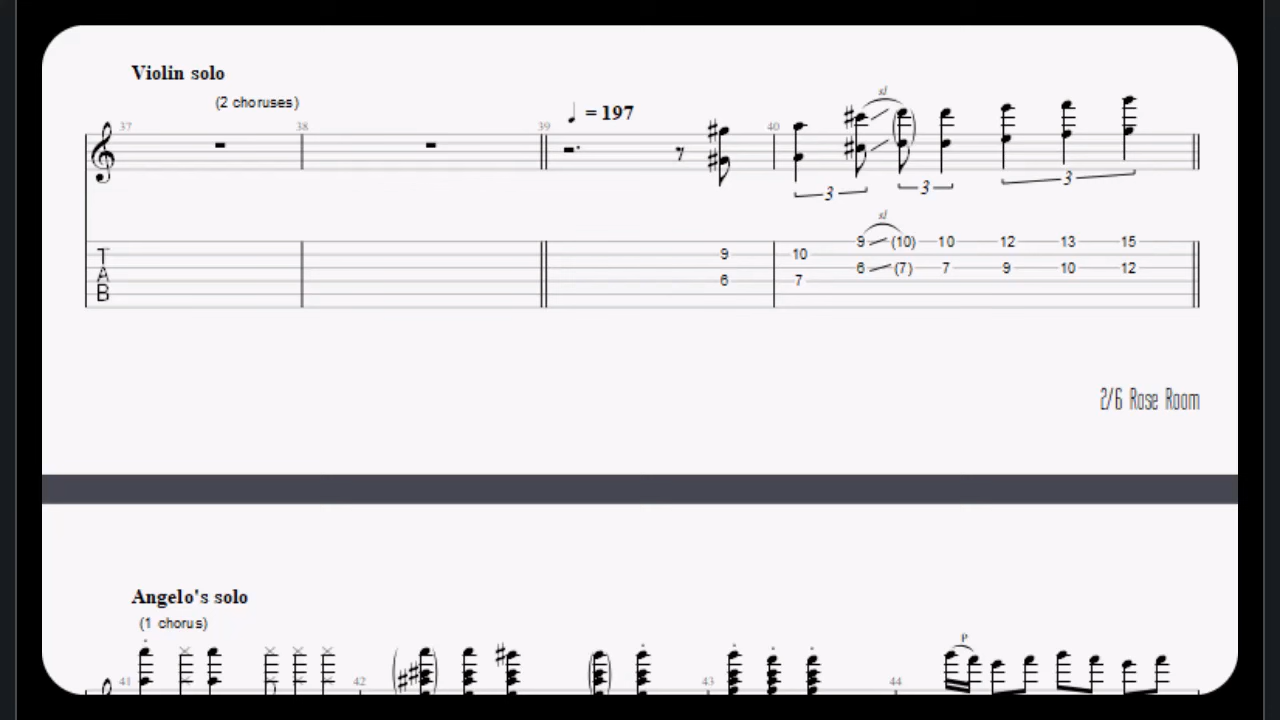 Violin solo
(2 choruses)
♩ = 197
37 38 39 40
sl
3 3 3
sl
T
A
B
9 10 9 (10) 10 12 13 15
6 7 6 (7) 7 9 10 12
2/6 Rose Room
Angelo's solo
(1 chorus)
P
41 42 43 44